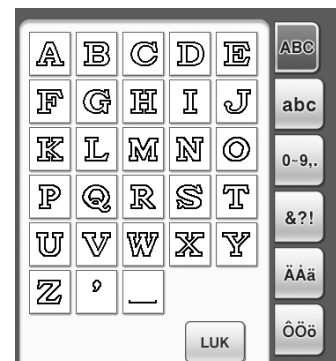 A B C D E
F G H I J
K L M N O
P Q R S T
U V W X Y
Z ' _
LUK
ABC
abc
0~9,.
&?!
ÄÅä
ÔÖö